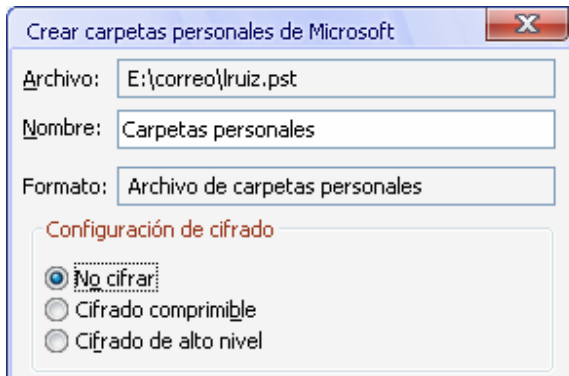 Crear carpetas personales de Microsoft
Archivo: E:\correo\lruiz.pst
Nombre: Carpetas personales
Formato: Archivo de carpetas personales
Configuración de cifrado
No cifrar
Cifrado comprimible
Cifrado de alto nivel